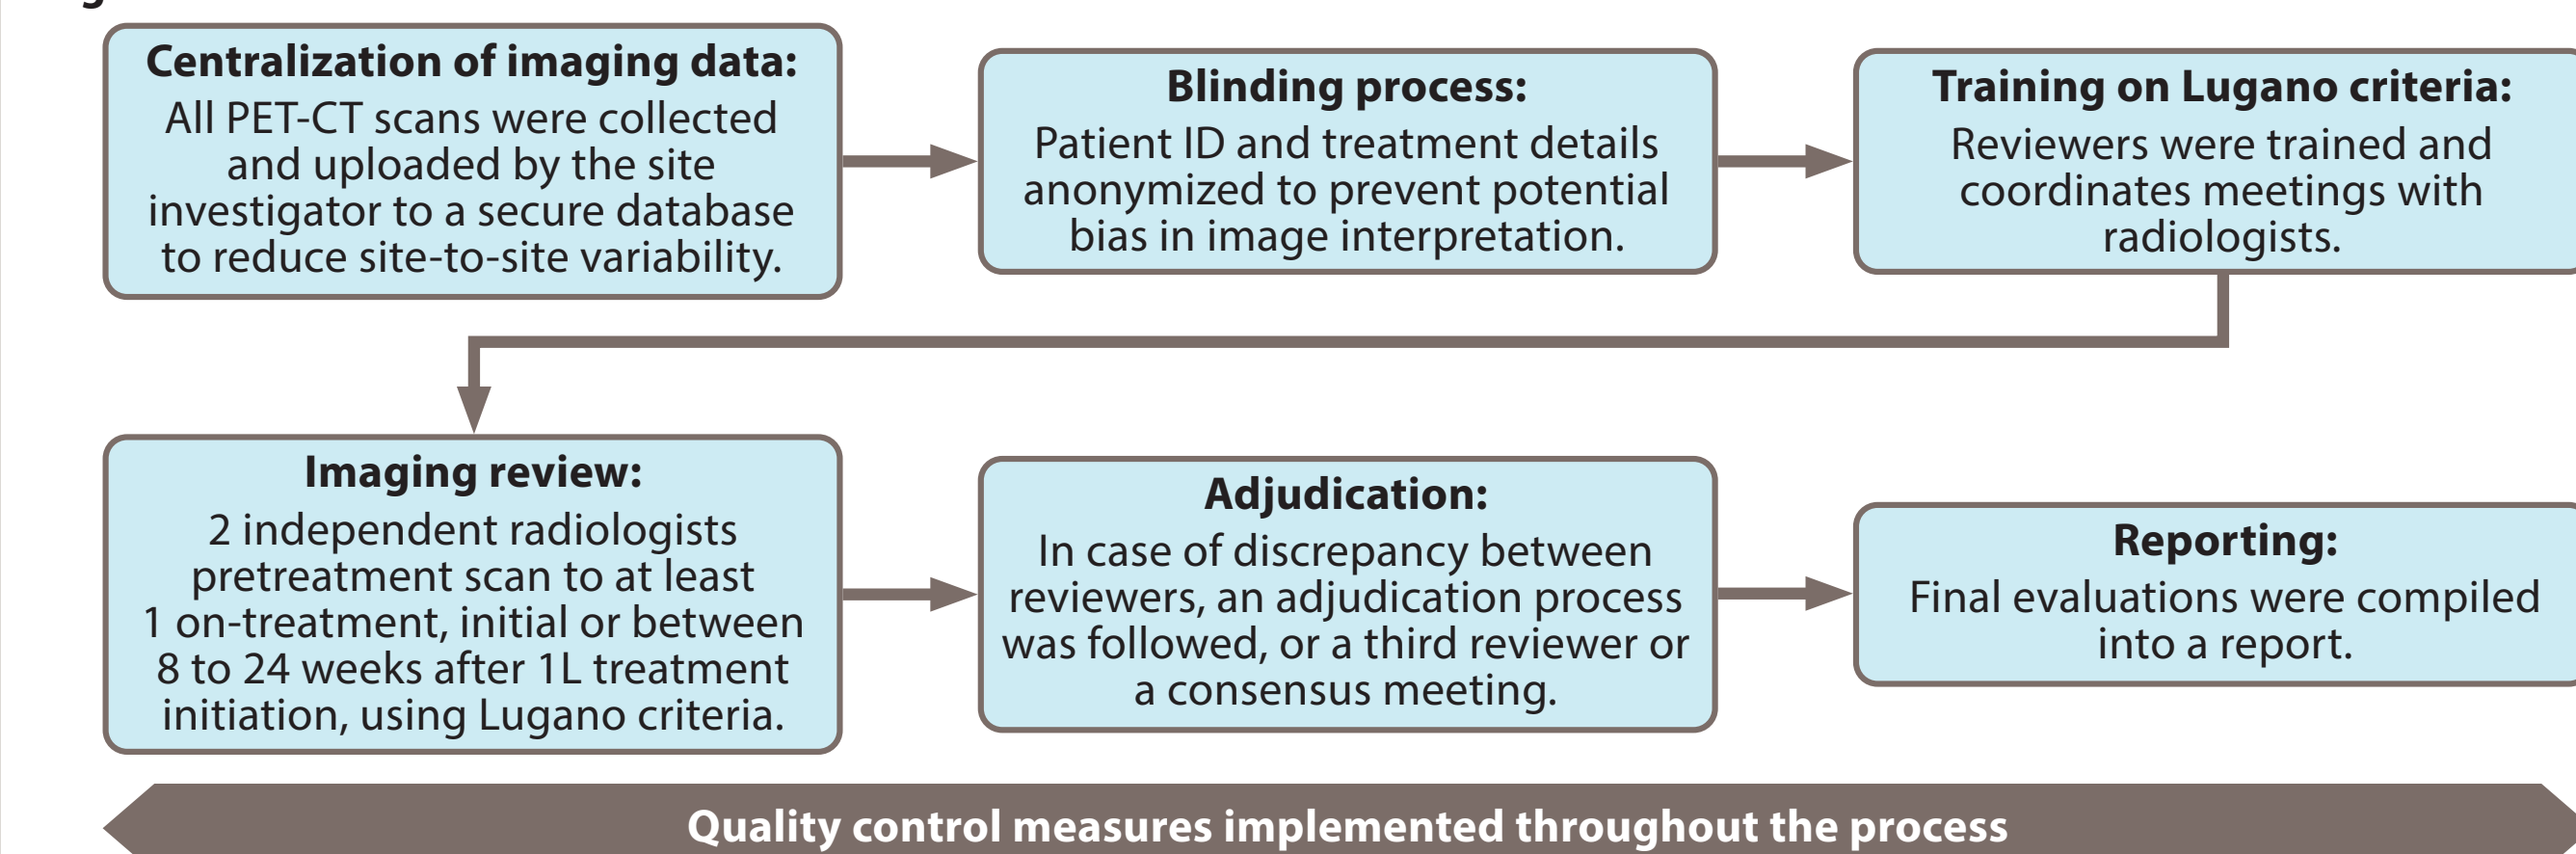 Centralization of imaging data:
All PET-CT scans were collected
and uploaded by the site
investigator to a secure database
to reduce site-to-site variability.
Blinding process:
Patient ID and treatment details
anonymized to prevent potential
bias in image interpretation.
Training on Lugano criteria:
Reviewers were trained and
coordinates meetings with
radiologists.
Imaging review:
2 independent radiologists
pretreatment scan to at least
1 on-treatment, initial or between
8 to 24 weeks after 1L treatment
initiation, using Lugano criteria.
Adjudication:
In case of discrepancy between
reviewers, an adjudication process
was followed, or a third reviewer or
a consensus meeting.
Reporting:
Final evaluations were compiled
into a report.
Quality control measures implemented throughout the process